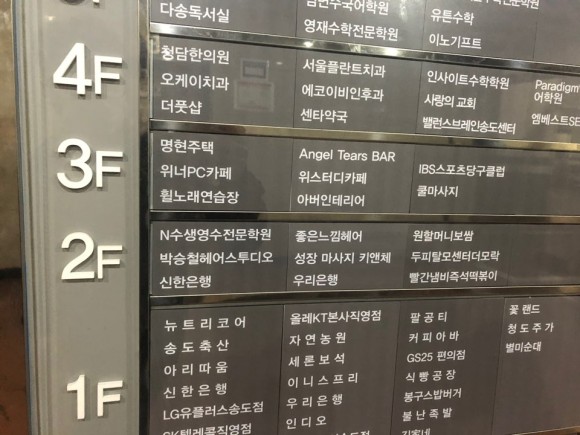 다송독서실
영재수학전문학원
유튼수학
이노기프트
4F
청담한의원
오케이치과
더풋샵
서울플란트치과
에코이비인후과
센타약국
인사이트수학학원
사랑의 교회
밸런스브레인송도센터
Paradigm
어학원
엠베스트SE
3F
명현주택
위너PC카페
휠노래연습장
Angel Tears BAR
위스터디카페
아버인테리어
IBS스포츠당구클럽
쿨마사지
2F
N수생영수전문학원
박승철헤어스투디오
신한은행
좋은느낌헤어
성장 마사지 키앤체
우리은행
원할머니보쌈
두피탈모센터더모락
빨간냄비즉석떡볶이
1F
뉴트리코어
송도축산
아리따움
신한은행
LG유플러스송도점
SK텔레콤직영점
올레KT본사직영점
자연농원
세론보석
이니스프리
우리은행
인디오
팔공티
커피아바
GS25 편의점
식빵공장
봉구스밥버거
불난족발
꽃랜드
청도주가
별미순대